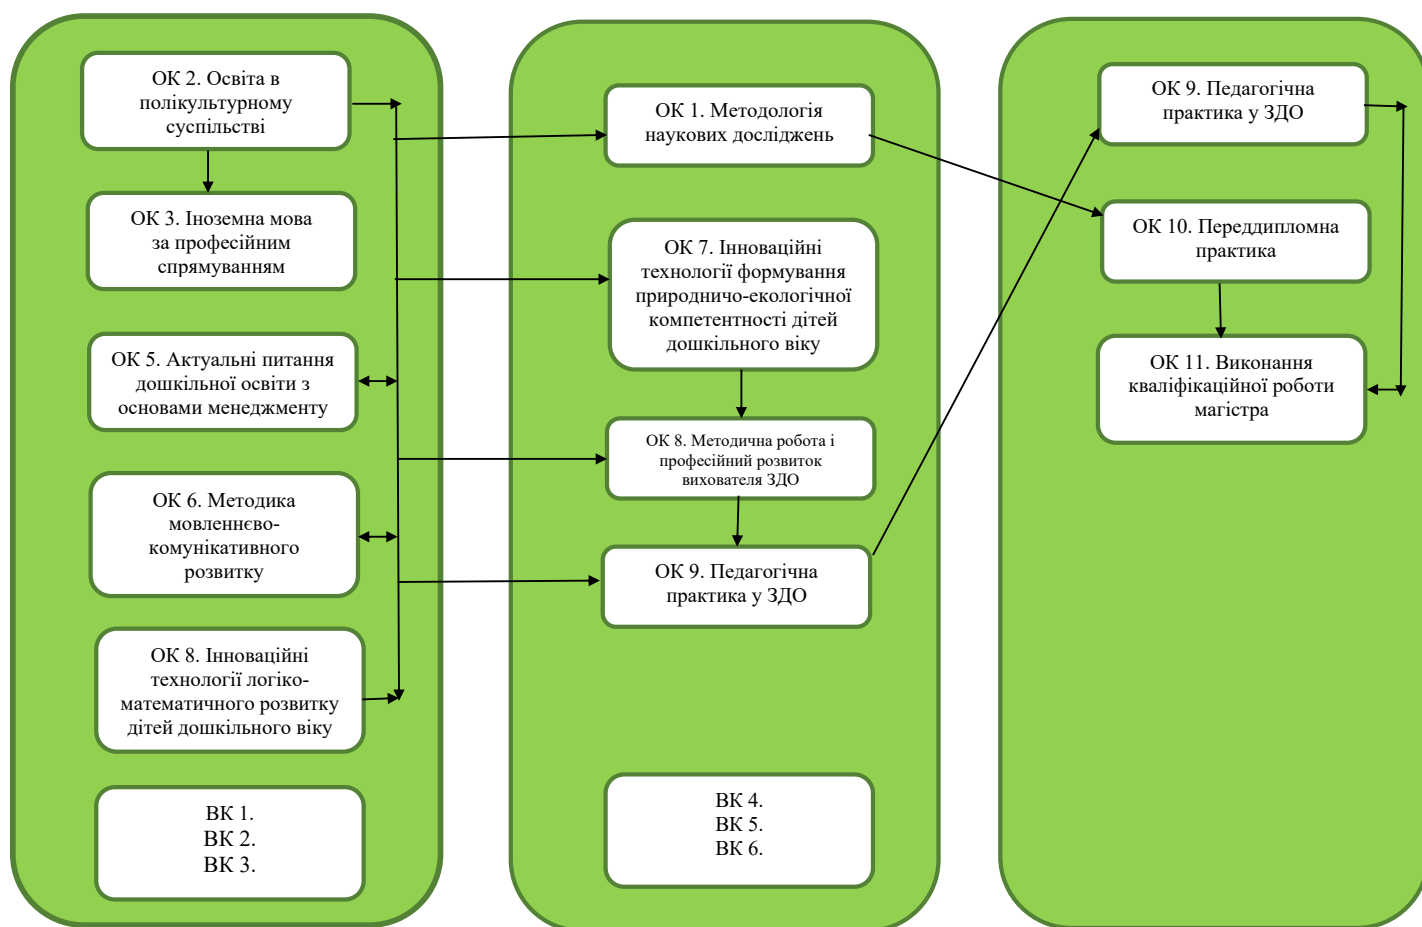 ОК 2. Освіта в
полікультурному
суспільстві
ОК 3. Іноземна мова
за професійним
спрямуванням
ОК 5. Актуальні питання
дошкільної освіти з
основами менеджменту
ОК 6. Методика
мовленнєво-
комунікативного
розвитку
ОК 8. Інноваційні
технології логіко-
математичного розвитку
дітей дошкільного віку
ВК 1.
ВК 2.
ВК 3.
ОК 1. Методологія
наукових досліджень
ОК 7. Інноваційні
технології формування
природничо-екологічної
компетентності дітей
дошкільного віку
ОК 8. Методична робота і
професійний розвиток
вихователя ЗДО
ОК 9. Педагогічна
практика у ЗДО
ВК 4.
ВК 5.
ВК 6.
ОК 9. Педагогічна
практика у ЗДО
ОК 10. Переддипломна
практика
ОК 11. Виконання
кваліфікаційної роботи
магістра